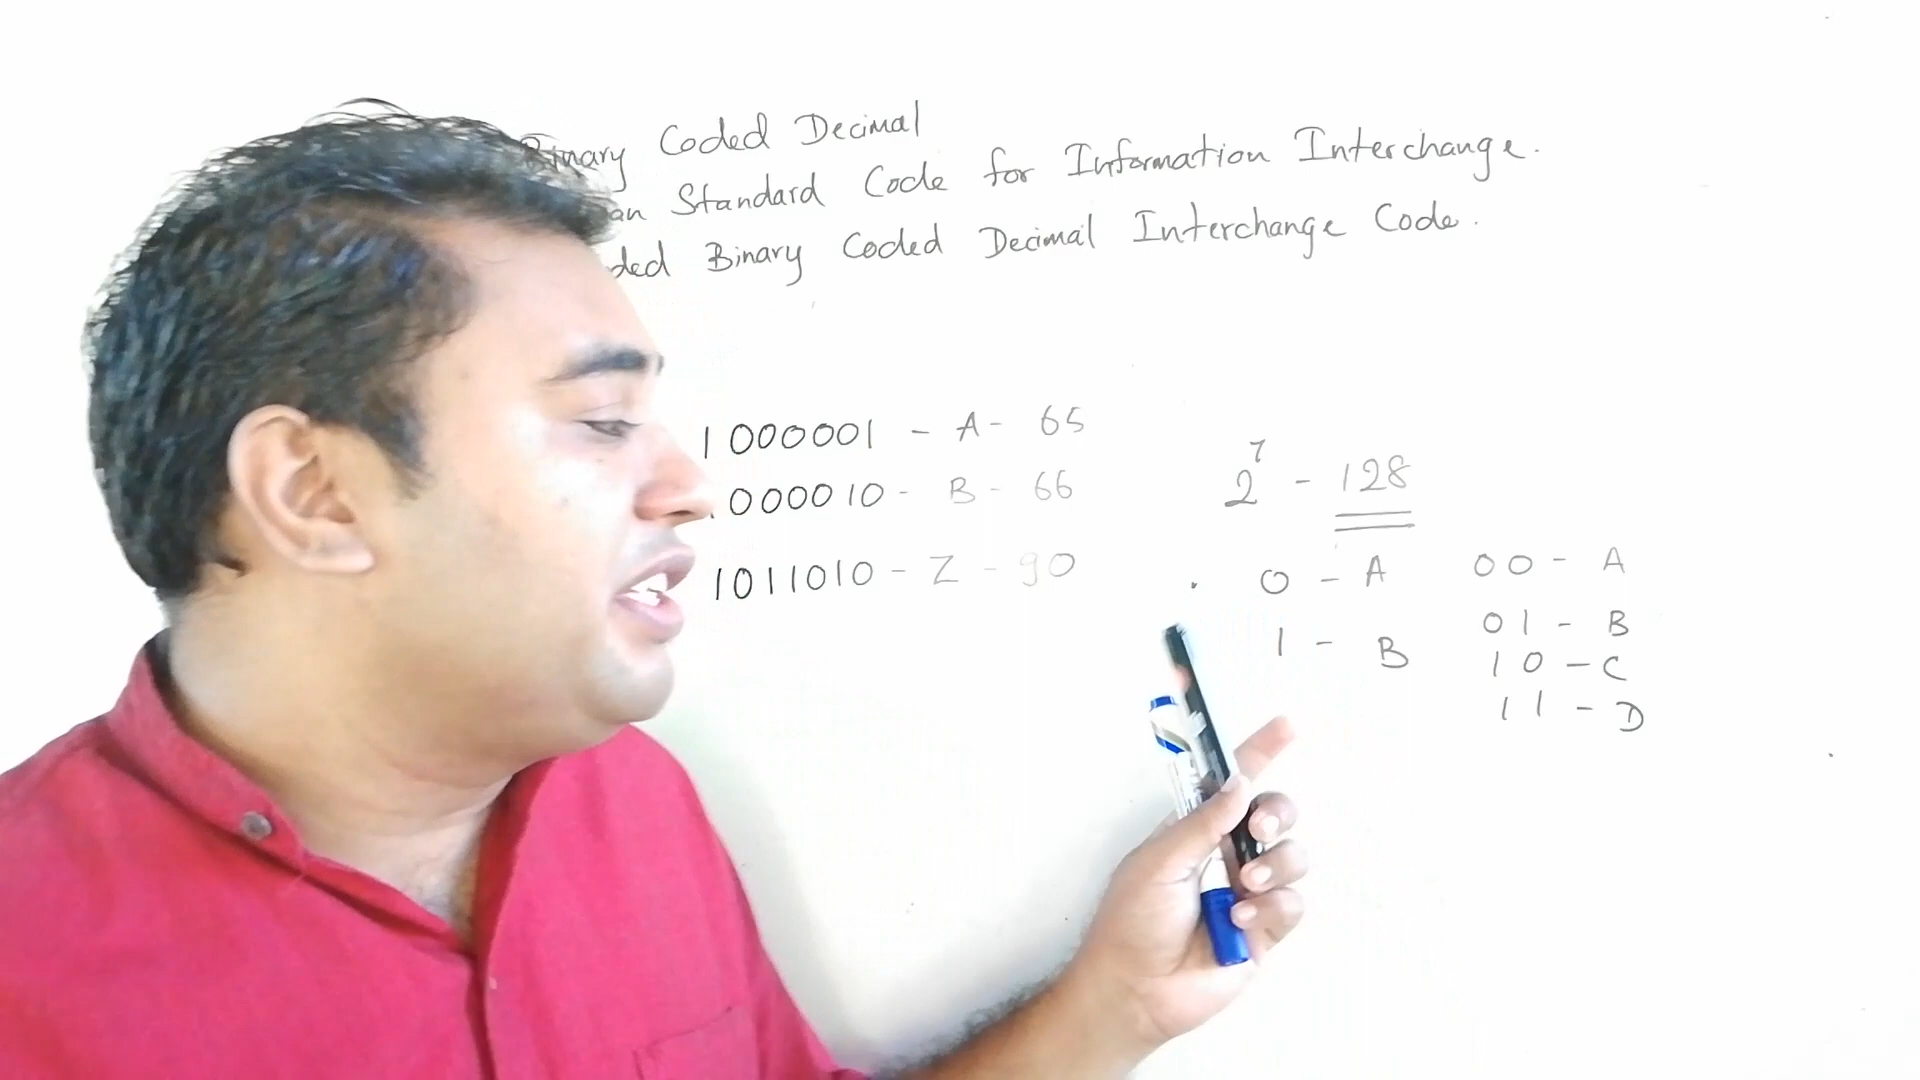 Binary Coded Decimal
an Standard Code for Information Interchange.
ded Binary Coded Decimal Interchange Code.
1000001 - A - 65
000010 - B - 66
1011010 - Z - 90
2⁷ - 128
0 - A
1 - B
00 - A
01 - B
10 - C
11 - D